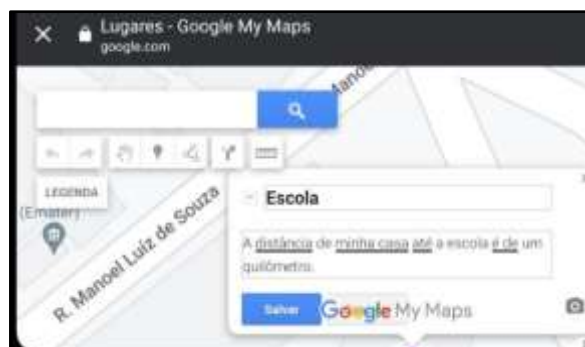 Lugares - Google My Maps
google.com
Manoel
LEGENDA
(Emater)
R. Manoel Luiz de Souza
Escola
A distância de minha casa até a escola é de um
quilômetro.
Salvar Google My Maps